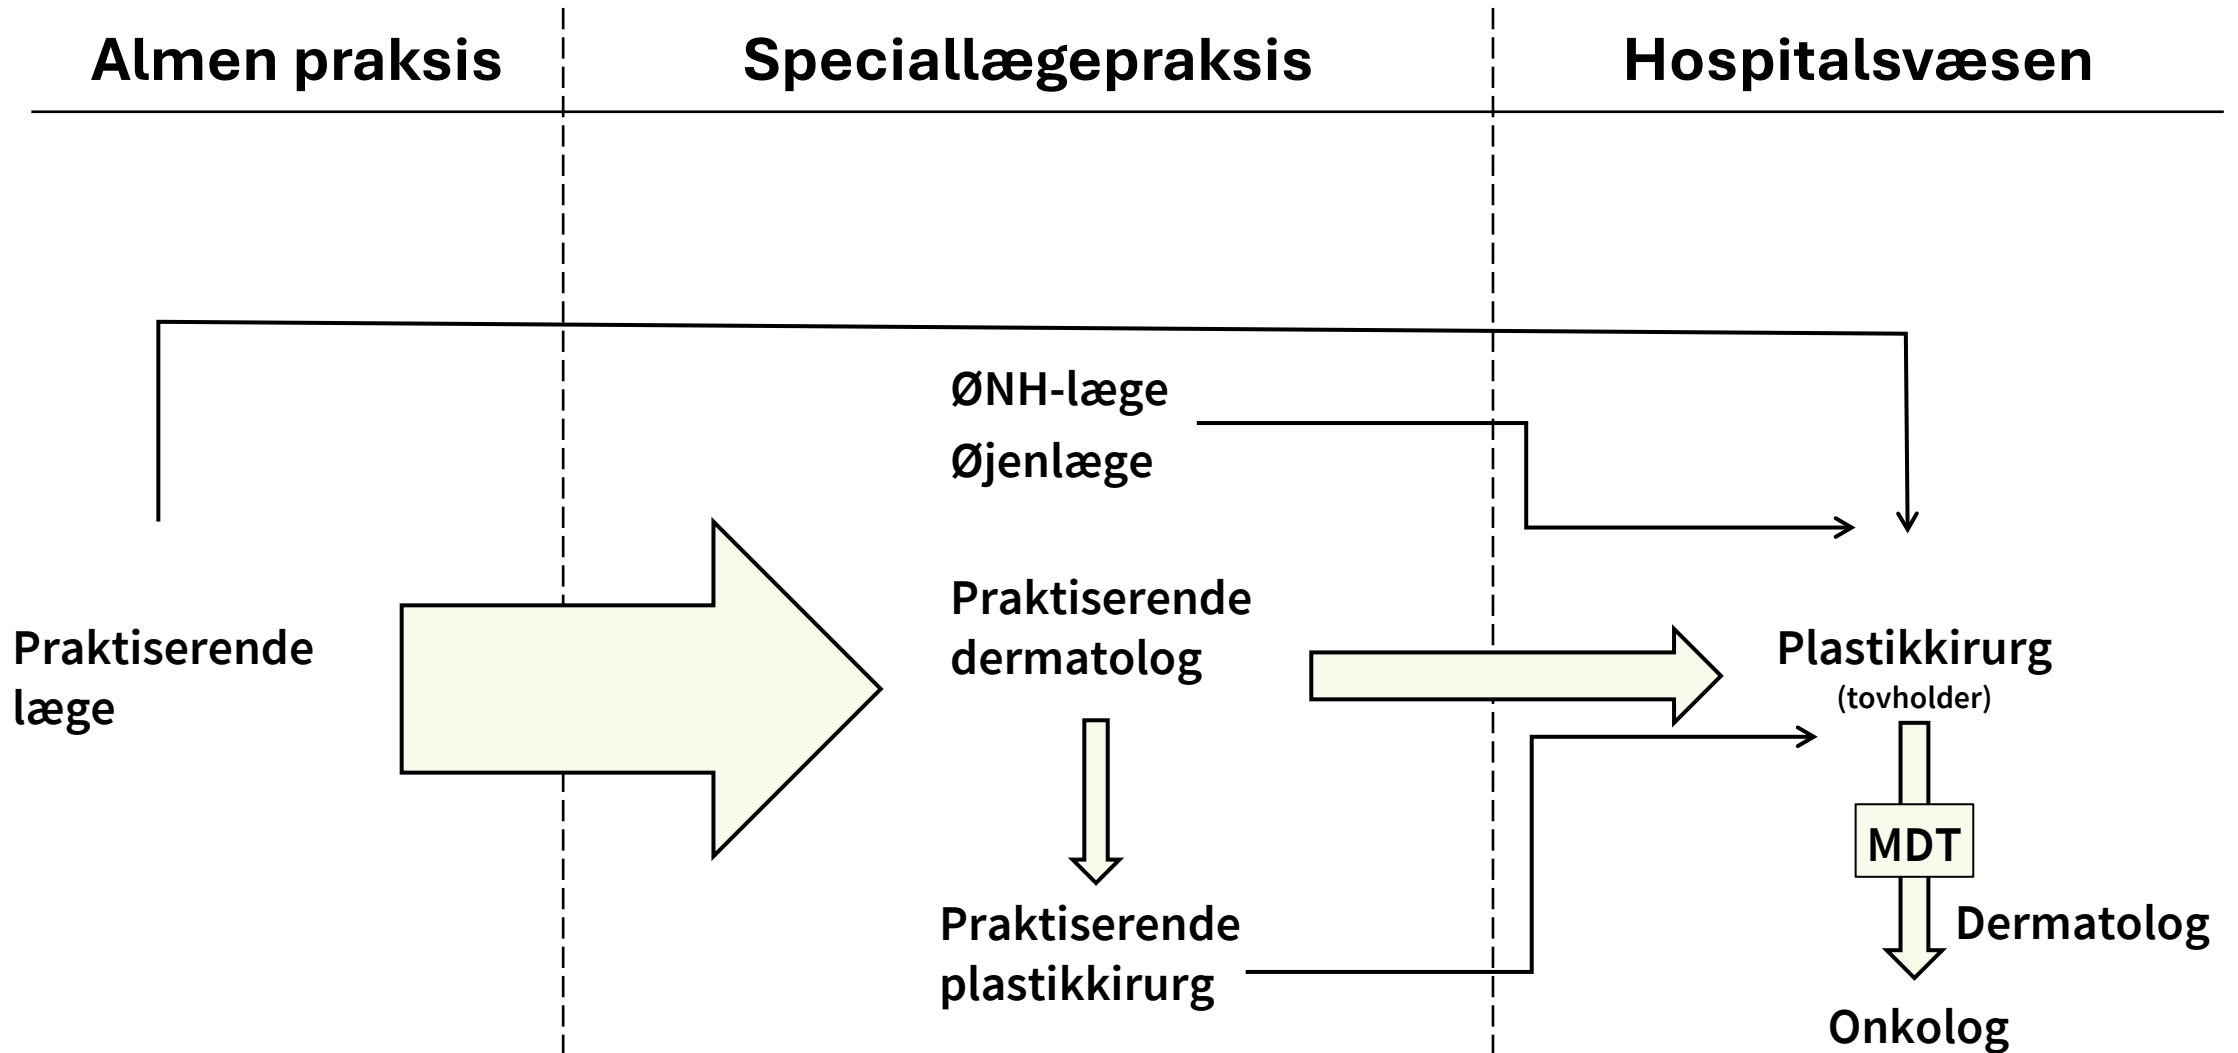 Almen praksis
Speciallægepraksis
Hospitalsvæsen
ØNH-læge
Øjenlæge
Praktiserende
læge
Praktiserende
dermatolog
Praktiserende
plastikkirurg
Plastikkirurg
(tovholder)
MDT
Dermatolog
Onkolog